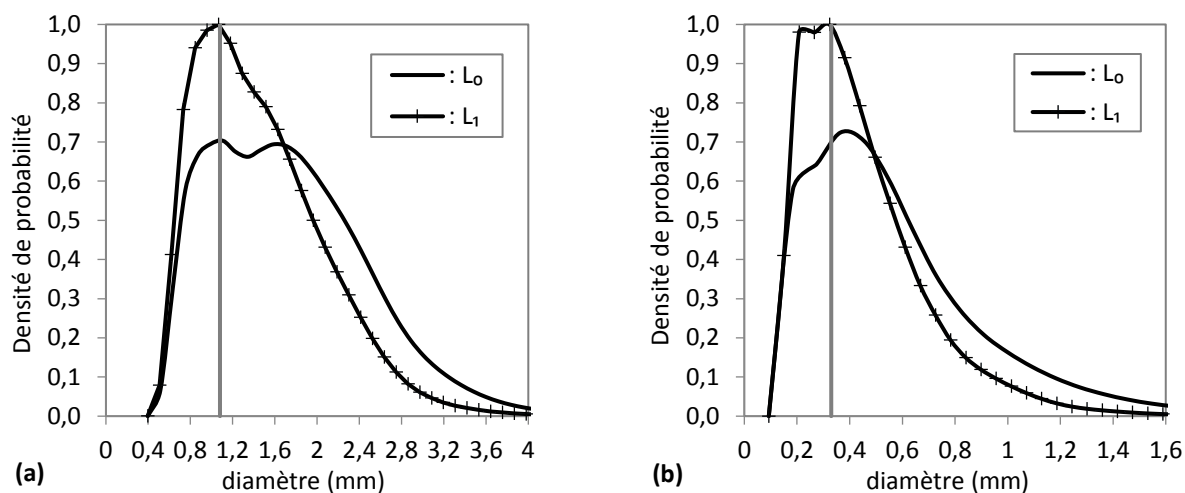 1,0
0,9
0,8
0,7
0,6
0,5
0,4
0,3
0,2
0,1
0,0
Densité de probabilité
: L₀
: L₁
0 0,4 0,8 1,2 1,6 2 2,4 2,8 3,2 3,6 4
(a) diamètre (mm)
1,0
0,9
0,8
0,7
0,6
0,5
0,4
0,3
0,2
0,1
0,0
Densité de probabilité
: L₀
: L₁
0 0,2 0,4 0,6 0,8 1 1,2 1,4 1,6
(b) diamètre (mm)